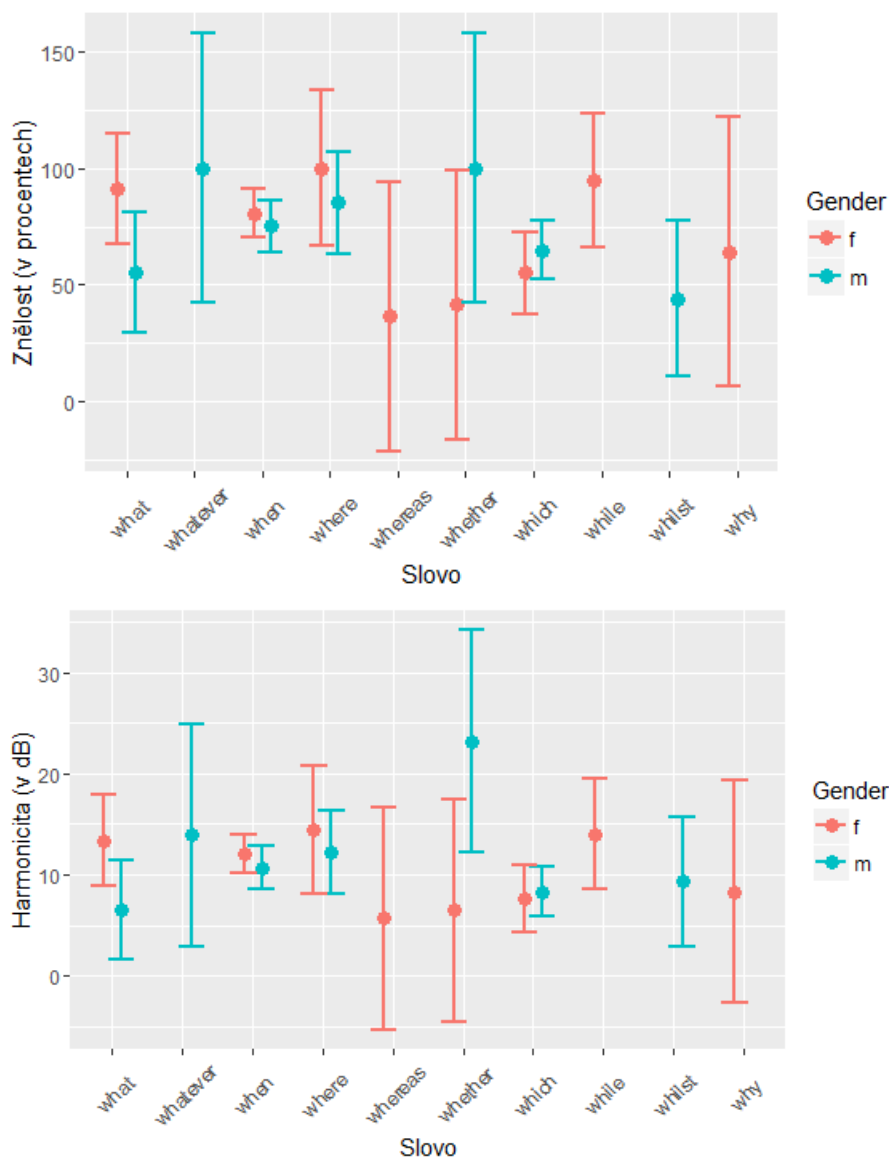 150
100
50
0
Znělost (v procentech)
what
whatever
when
where
whereas
whether
which
while
whilst
why
Slovo
Gender
f
m
30
20
10
0
Harmonicita (v dB)
what
whatever
when
where
whereas
whether
which
while
whilst
why
Slovo
Gender
f
m